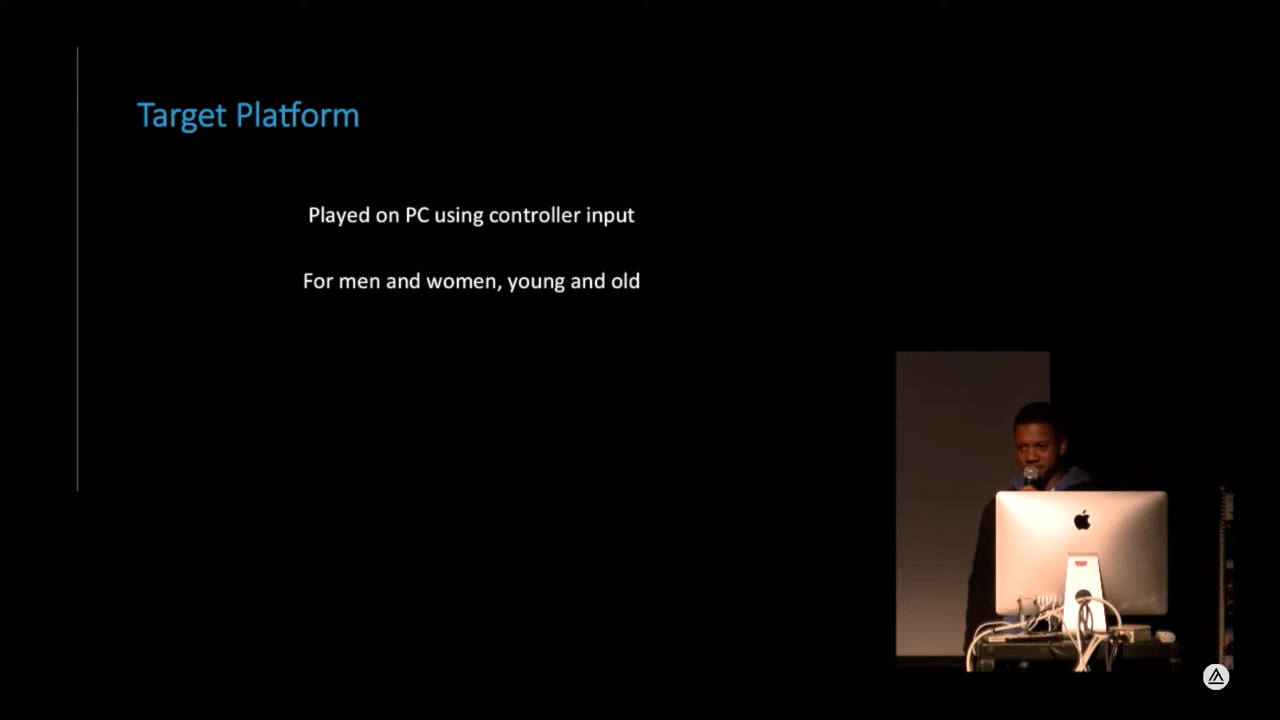 Target Platform
Played on PC using controller input
For men and women, young and old